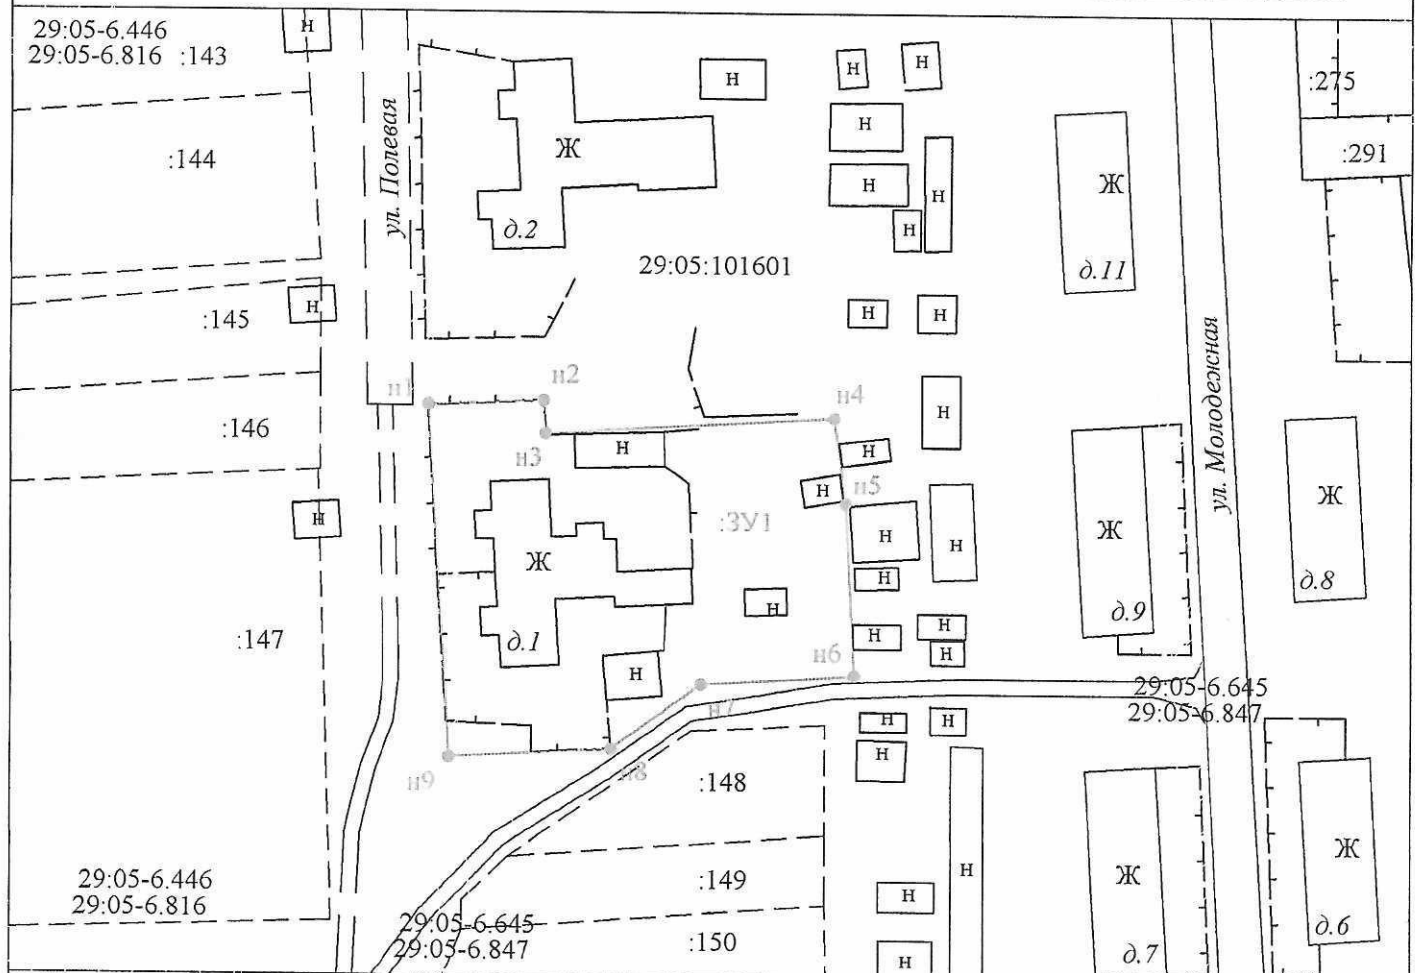 29:05-6.446
29:05-6.816 :143
н
:144
ул. Полевая
Ж
д.2
н
н
н
н
н
н
н
Ж
д.11
:275
:291
29:05:101601
:145
н
н
н
ул. Молодежная
:146
н1
н2
н3
н4
н
н
н
н
н5
:ЗУ1
н
н
н
н
н
Ж
д.1
н
н
н
н
н6
н
н7
н8
н9
:147
Ж
д.9
Ж
д.8
29:05-6.645
29:05-6.847
н
н
н
:148
:149
:150
н
н
н
Ж
д.7
Ж
д.6
29:05-6.446
29:05-6.816
29:05-6.645
29:05-6.847